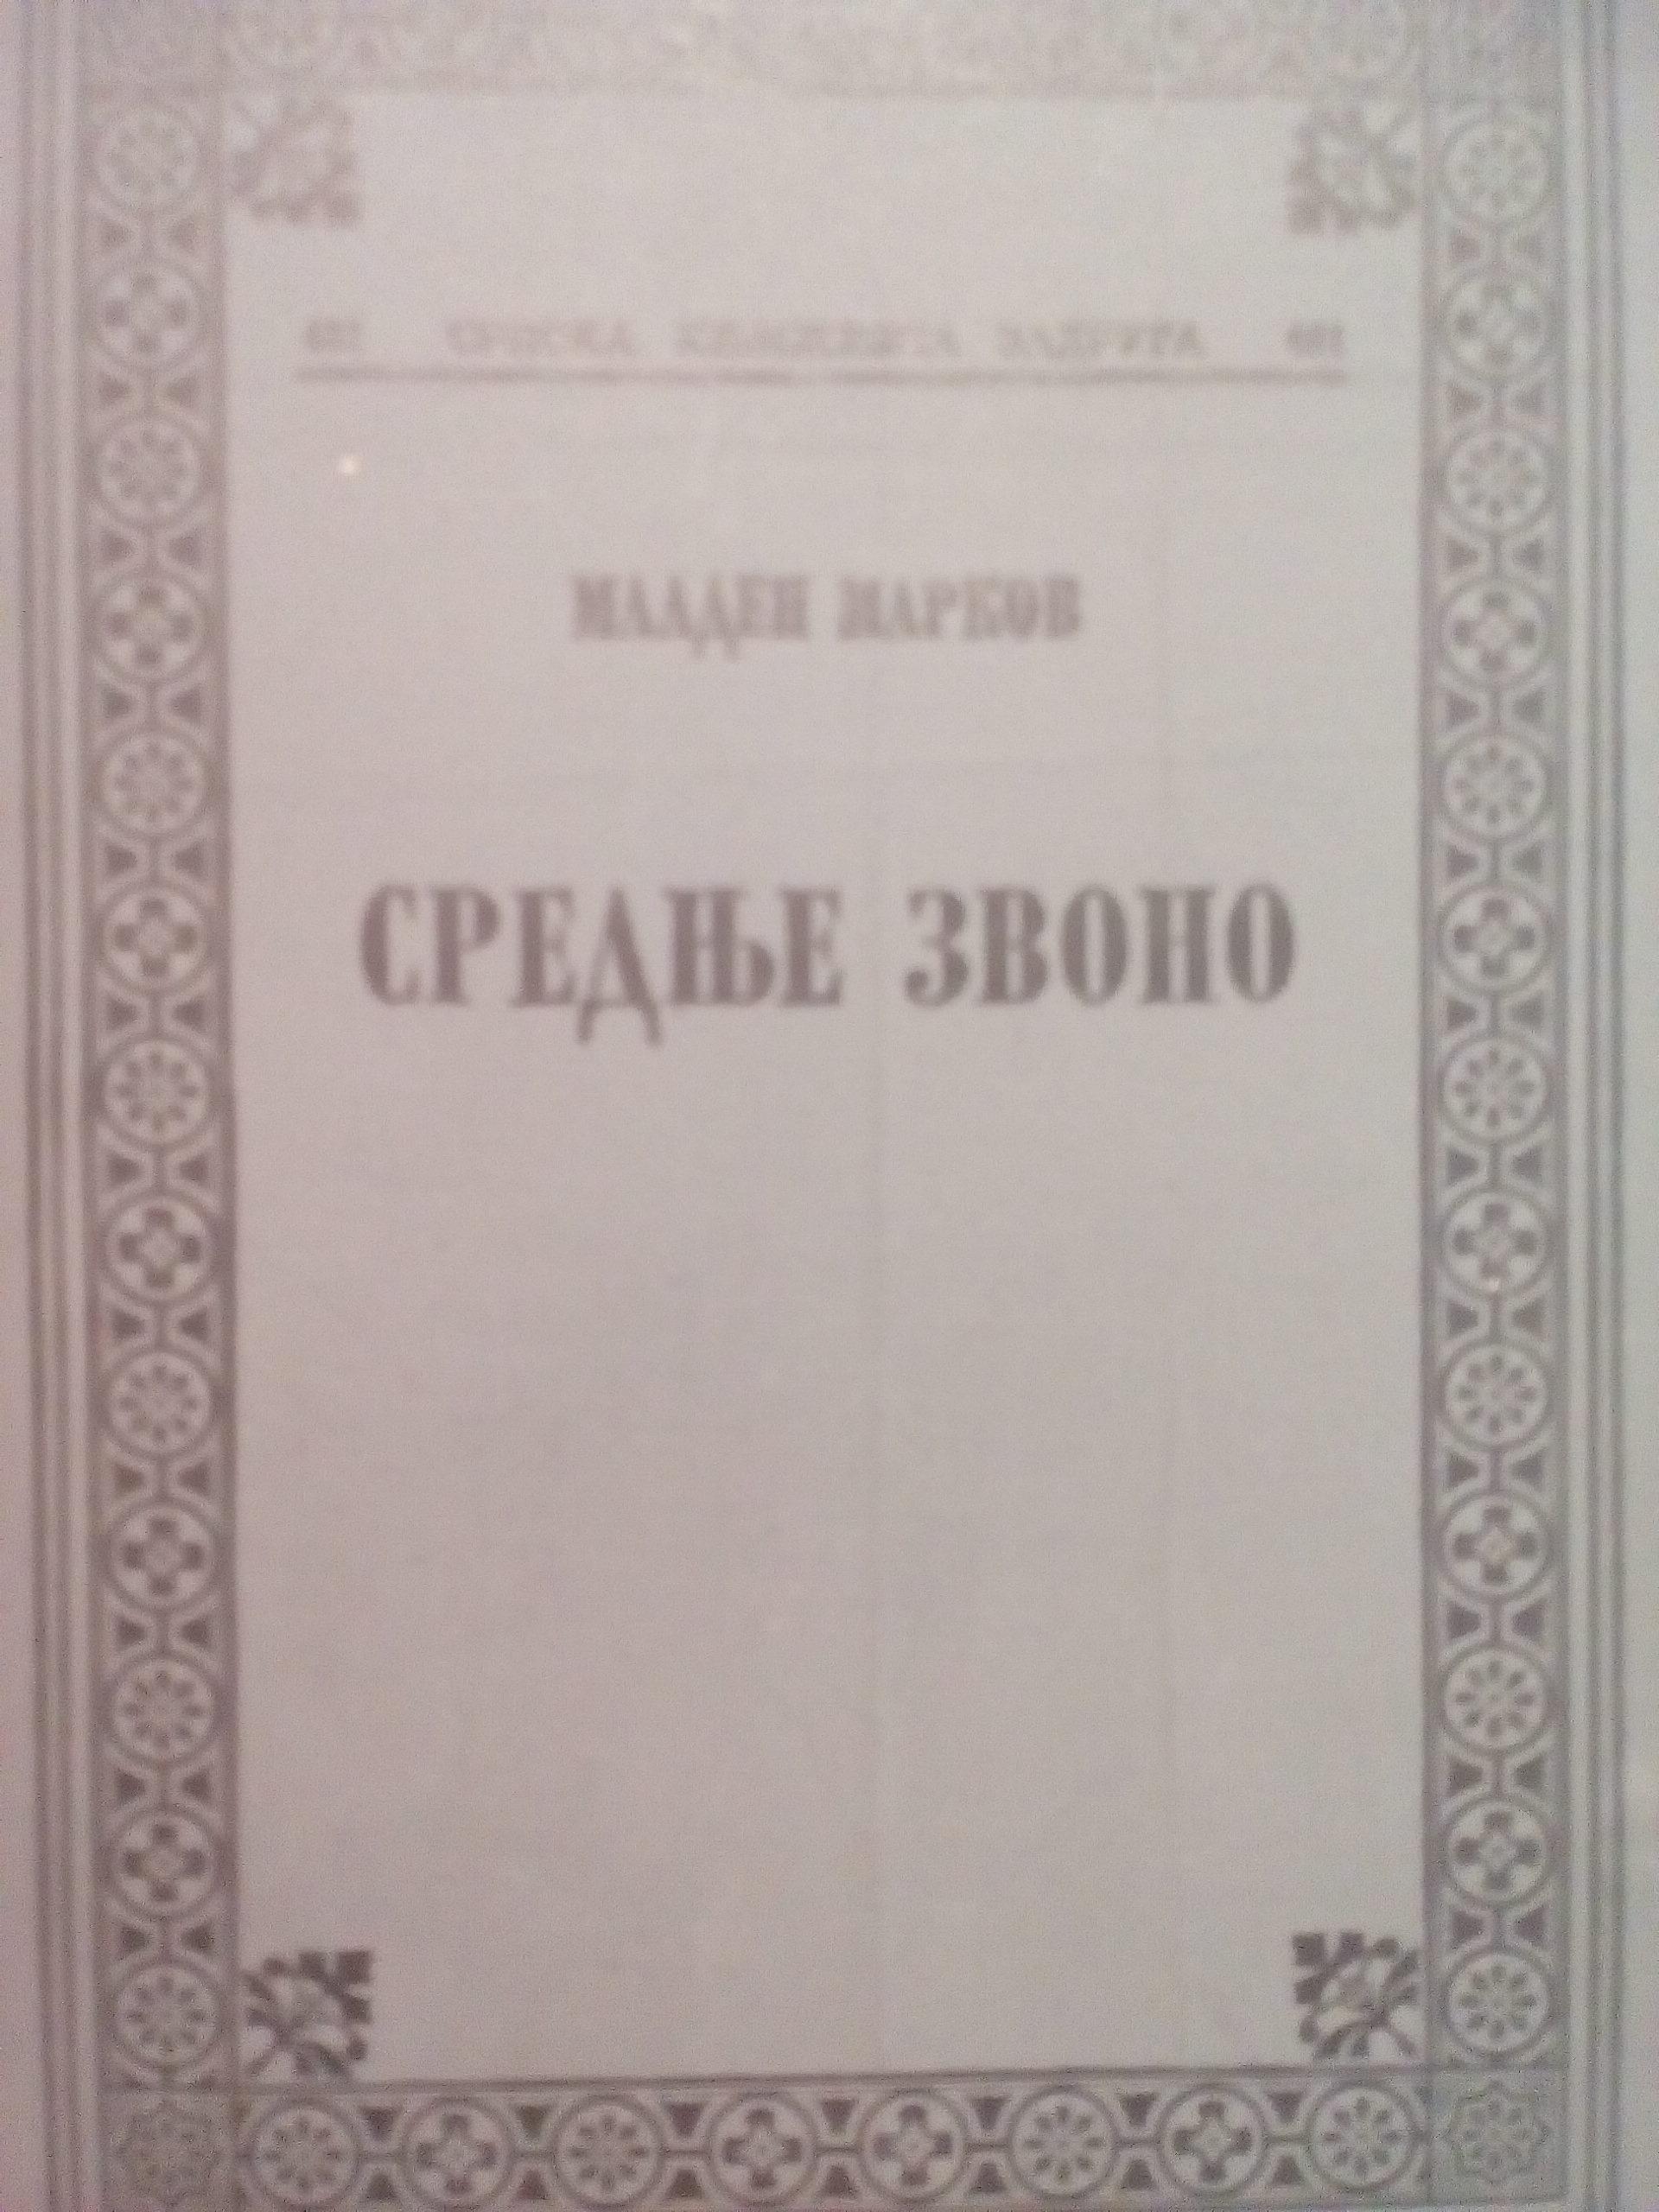 СРПСКА КЊИЖЕВНА ЗАДРУГА
МЛАДЕН МАРКОВ
СРЕДЊЕ ЗВОНО